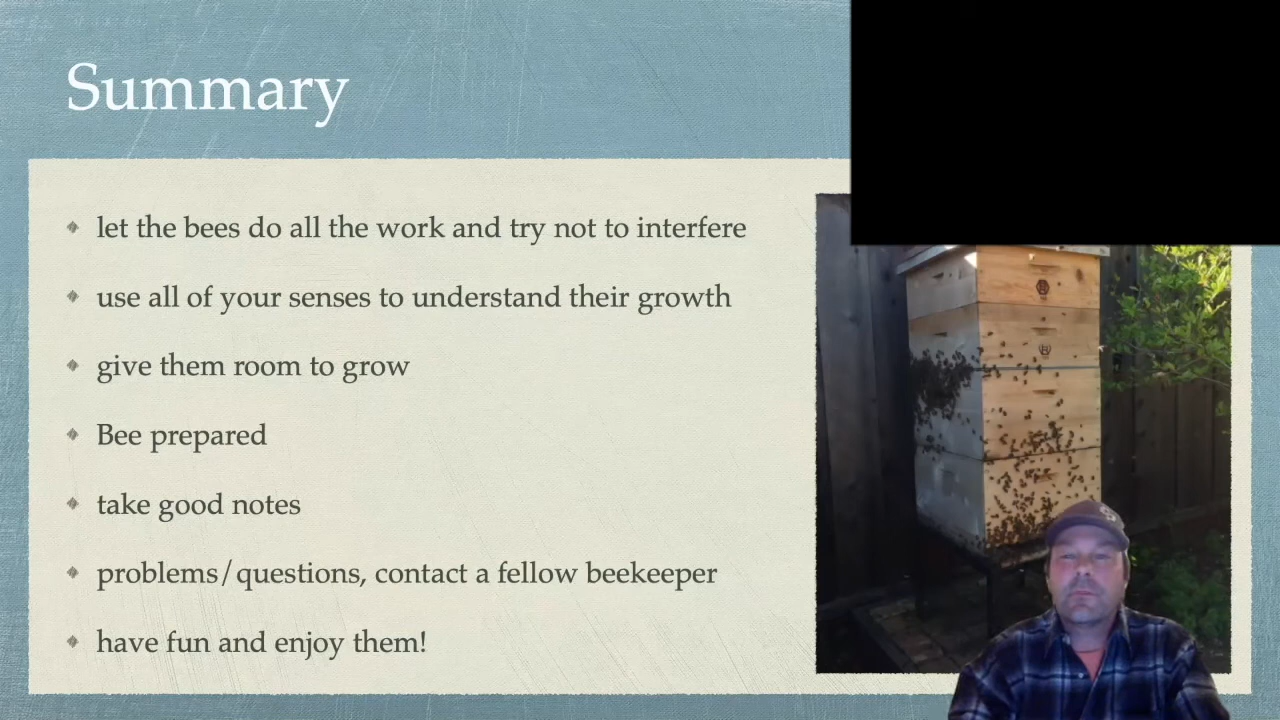 Summary
let the bees do all the work and try not to interfere
use all of your senses to understand their growth
give them room to grow
Bee prepared
take good notes
problems/questions, contact a fellow beekeeper
have fun and enjoy them!